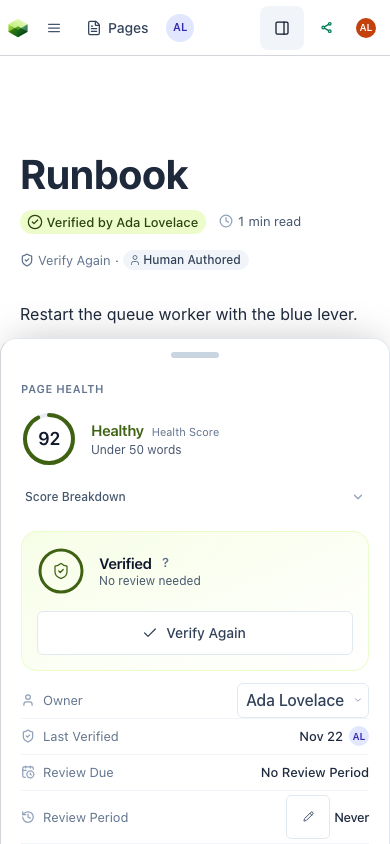 Pages AL AL
Runbook
Verified by Ada Lovelace 1 min read
Verify Again · Human Authored
Restart the queue worker with the blue lever.
PAGE HEALTH
92 Healthy Health Score
Under 50 words
Score Breakdown
Verified ?
No review needed
Verify Again
Owner Ada Lovelace
Last Verified Nov 22 AL
Review Due No Review Period
Review Period Never